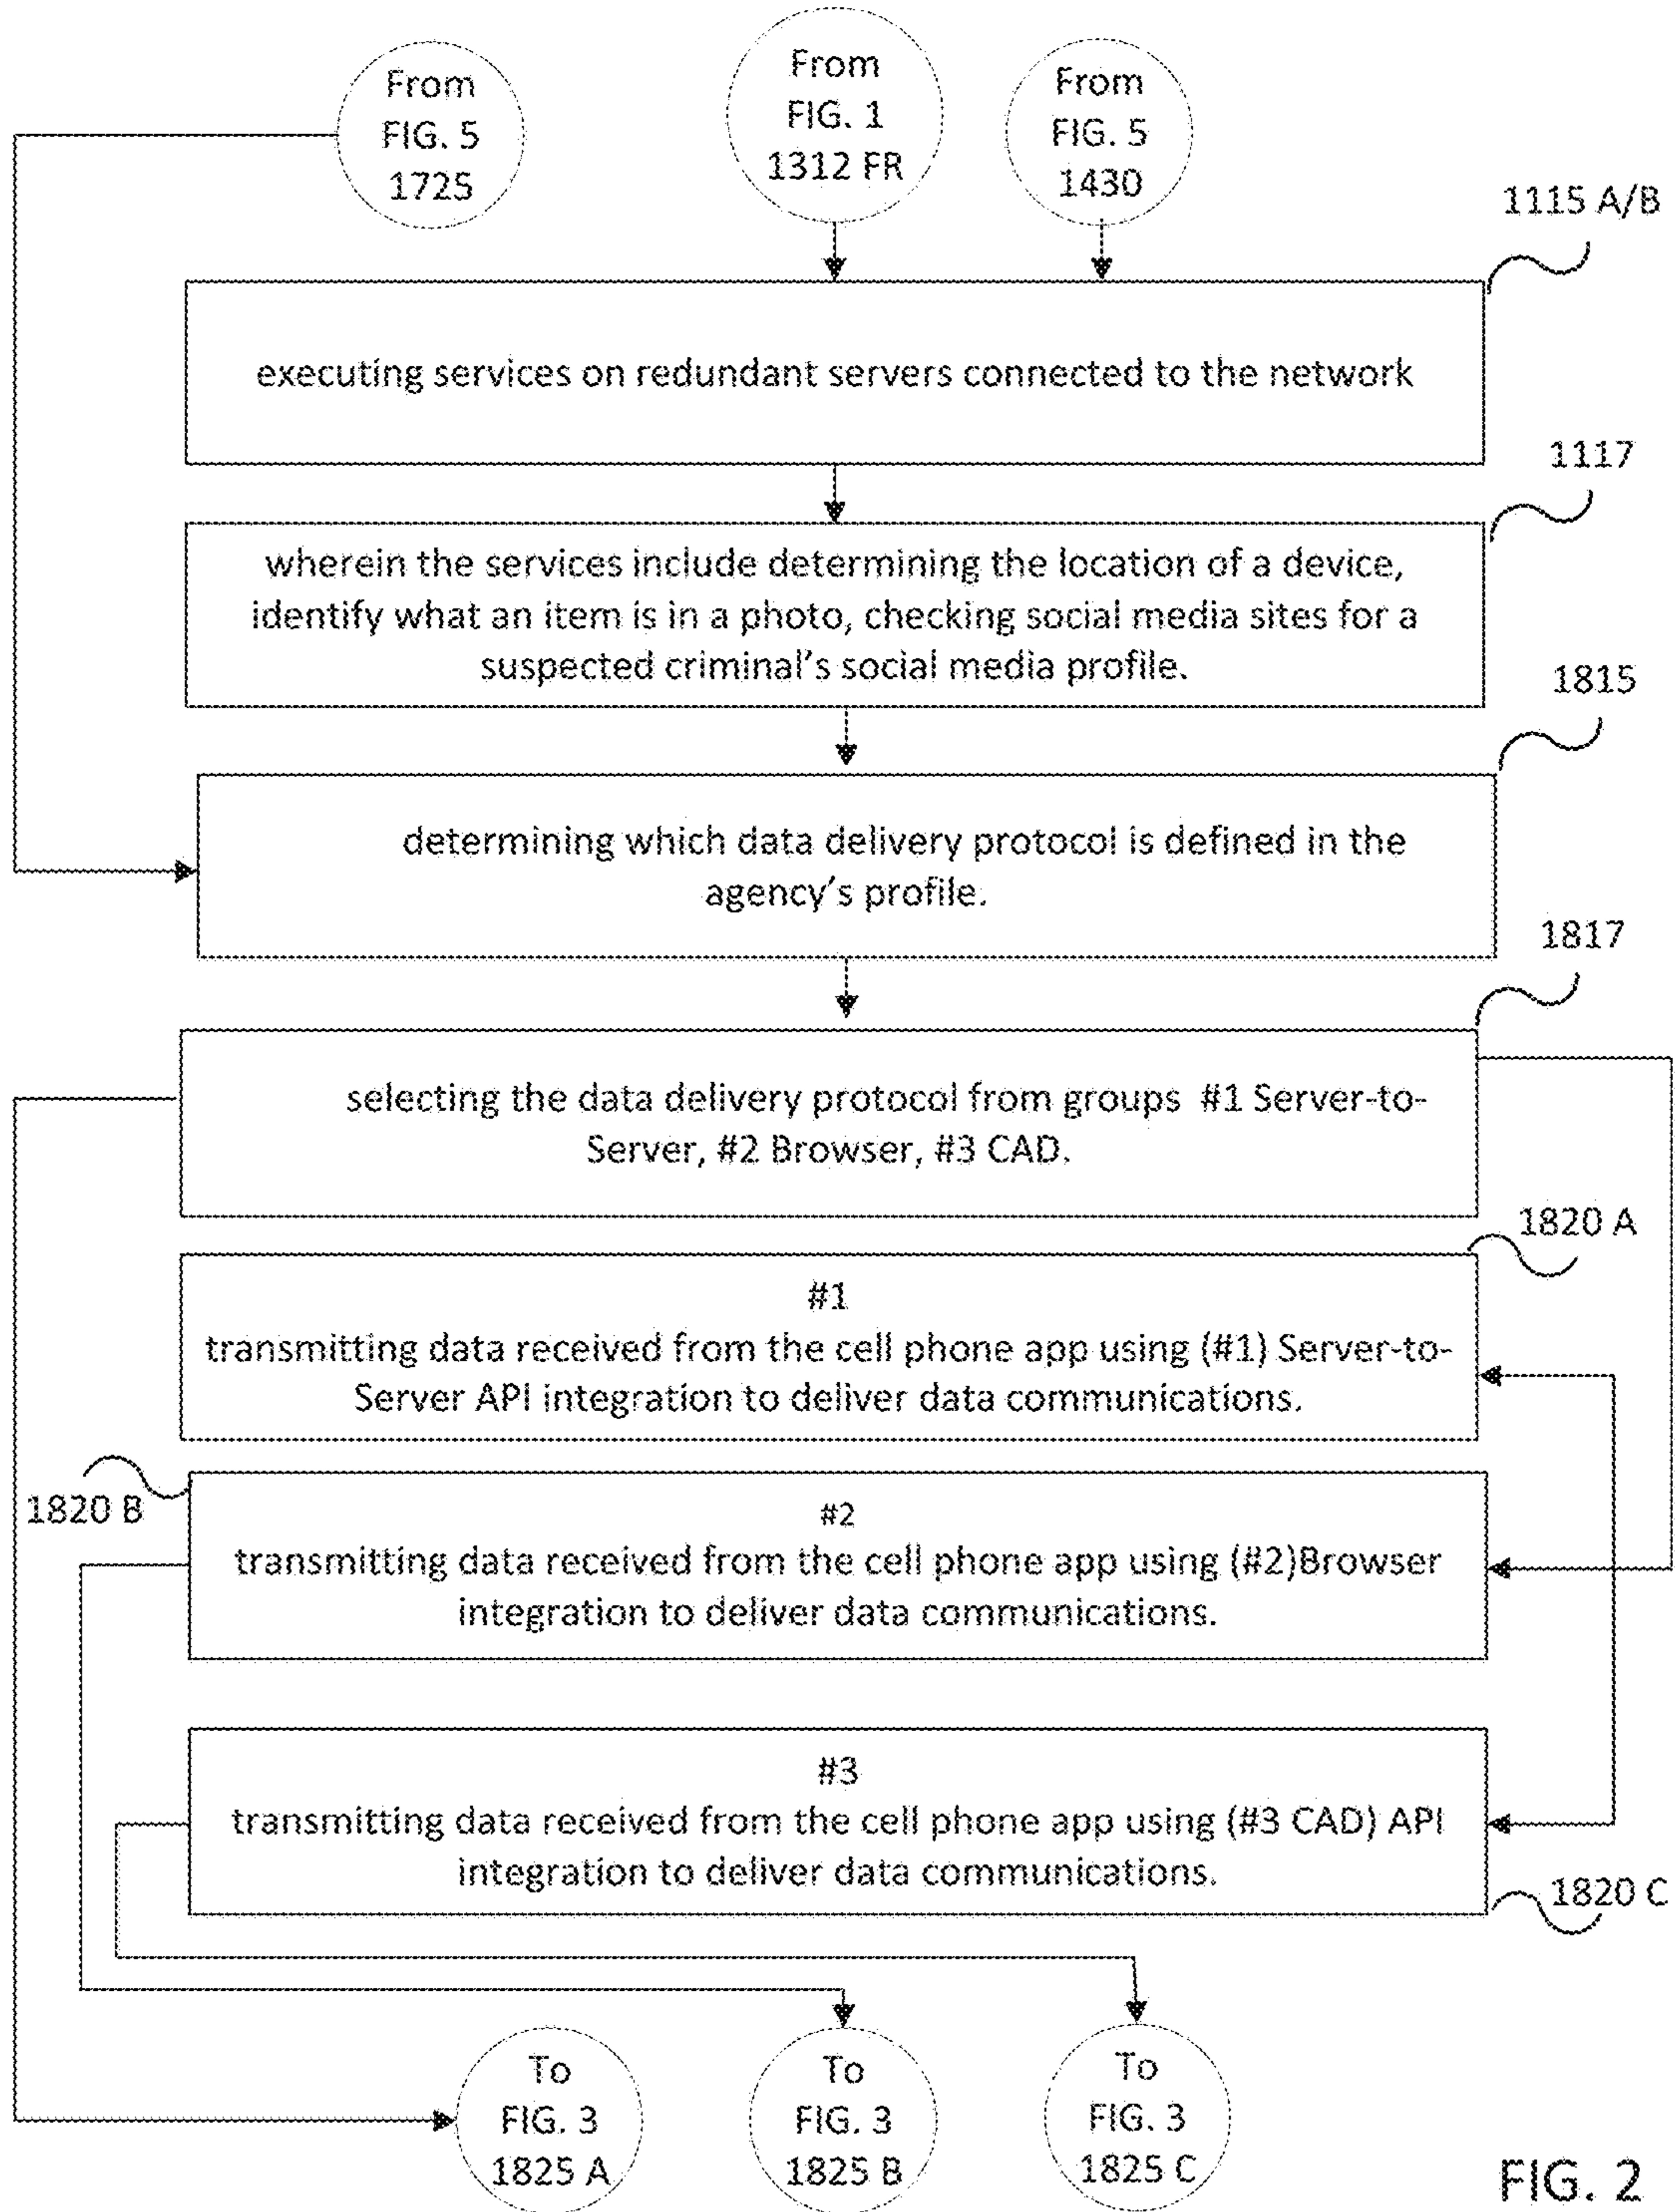 From
FIG. 5
1725
From
FIG. 1
1312 FR
From
FIG. 5
1430
1115 A/B
executing services on redundant servers connected to the network
1117
wherein the services include determining the location of a device,
identify what an item is in a photo, checking social media sites for a
suspected criminal's social media profile.
1815
determining which data delivery protocol is defined in the
agency's profile.
1817
selecting the data delivery protocol from groups #1 Server-to-
Server, #2 Browser, #3 CAD.
1820 A
#1
transmitting data received from the cell phone app using (#1) Server-to-
Server API integration to deliver data communications.
1820 B
#2
transmitting data received from the cell phone app using (#2)Browser
integration to deliver data communications.
#3
transmitting data received from the cell phone app using (#3 CAD) API
integration to deliver data communications.
1820 C
To
FIG. 3
1825 A
To
FIG. 3
1825 B
To
FIG. 3
1825 C
FIG. 2